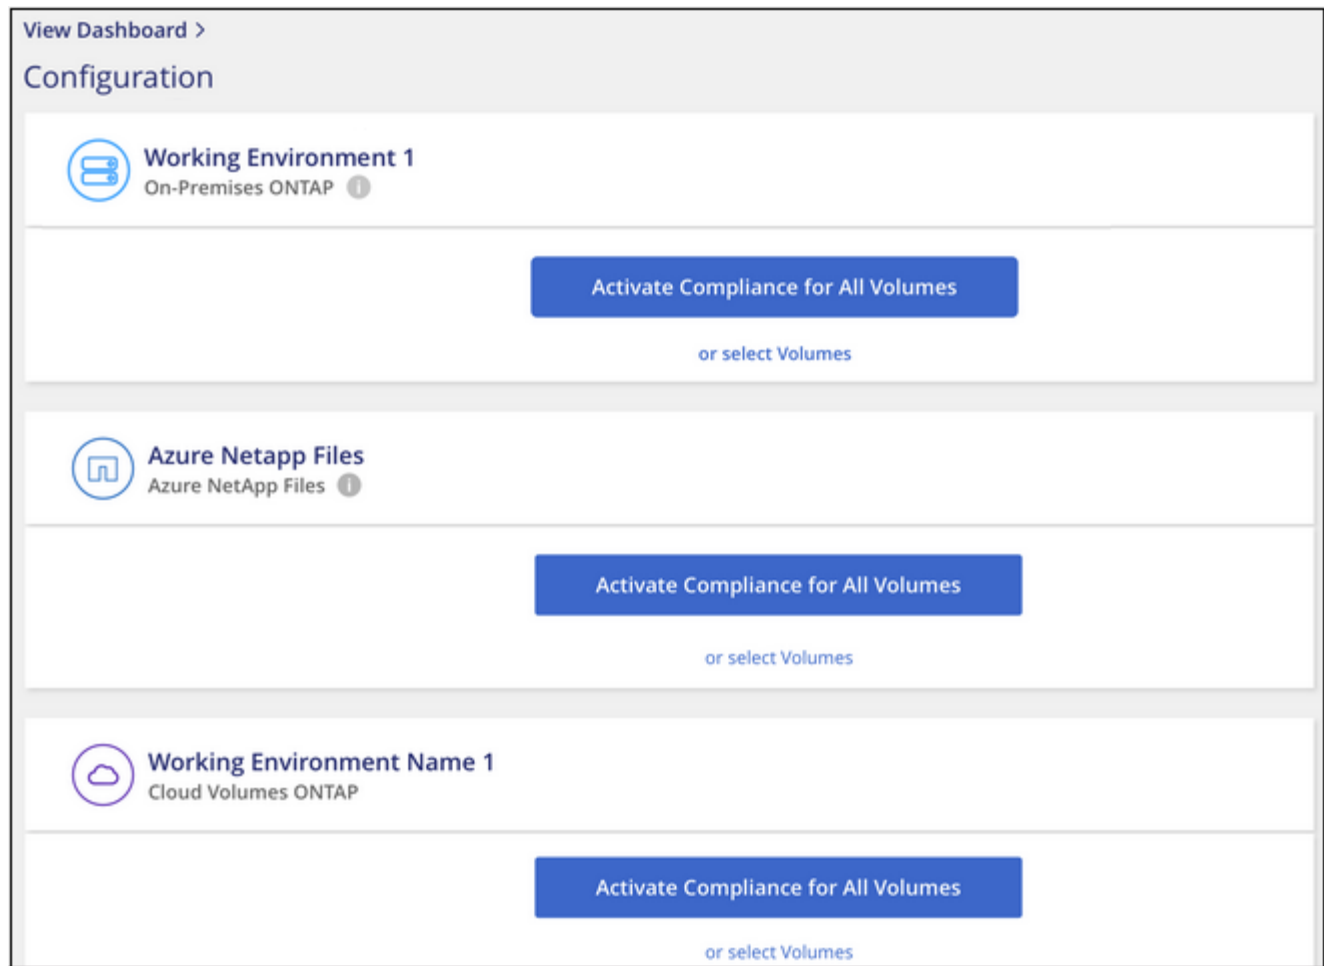 View Dashboard >
Configuration
Working Environment 1
On-Premises ONTAP i
Activate Compliance for All Volumes
or select Volumes
Azure Netapp Files
Azure NetApp Files i
Activate Compliance for All Volumes
or select Volumes
Working Environment Name 1
Cloud Volumes ONTAP
Activate Compliance for All Volumes
or select Volumes